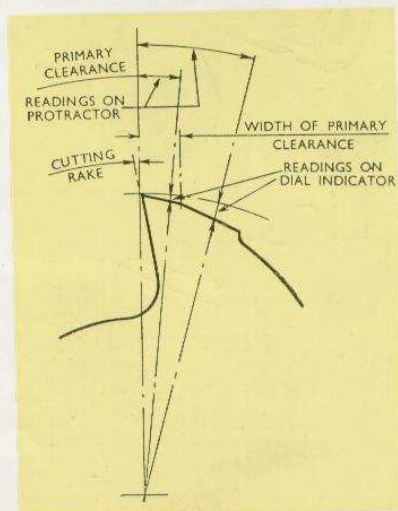 PRIMARY
CLEARANCE
READINGS ON
PROTRACTOR
WIDTH OF PRIMARY
CLEARANCE
CUTTING
RAKE
READINGS ON
DIAL INDICATOR